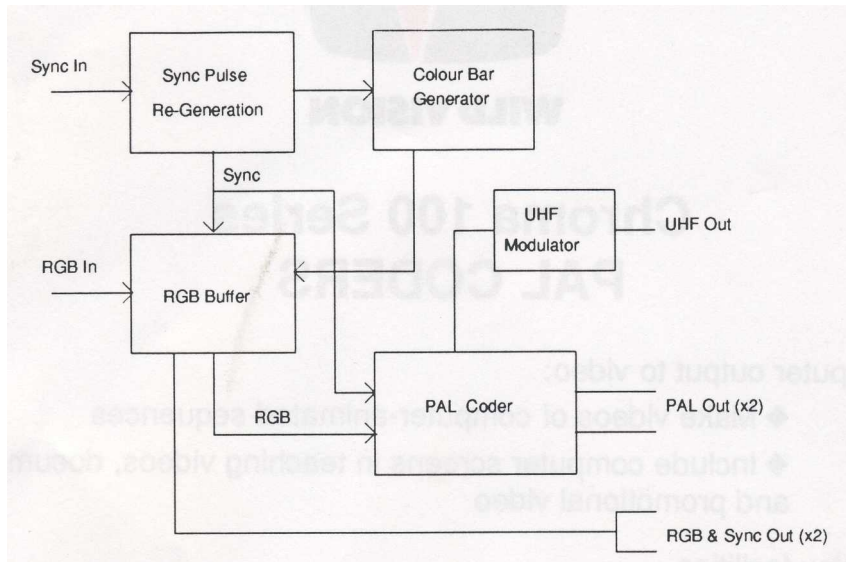 Sync In
Sync Pulse
Re-Generation
Colour Bar
Generator
Sync
UHF
Modulator
UHF Out
RGB In
RGB Buffer
RGB
PAL Coder
PAL Out (x2)
RGB & Sync Out (x2)
WILD VISION
Chroma 100 Series
PAL CODERS
puter output to video:
Make videos of computer-animated sequences
Include computer screens in teaching videos, docum
and promotional video